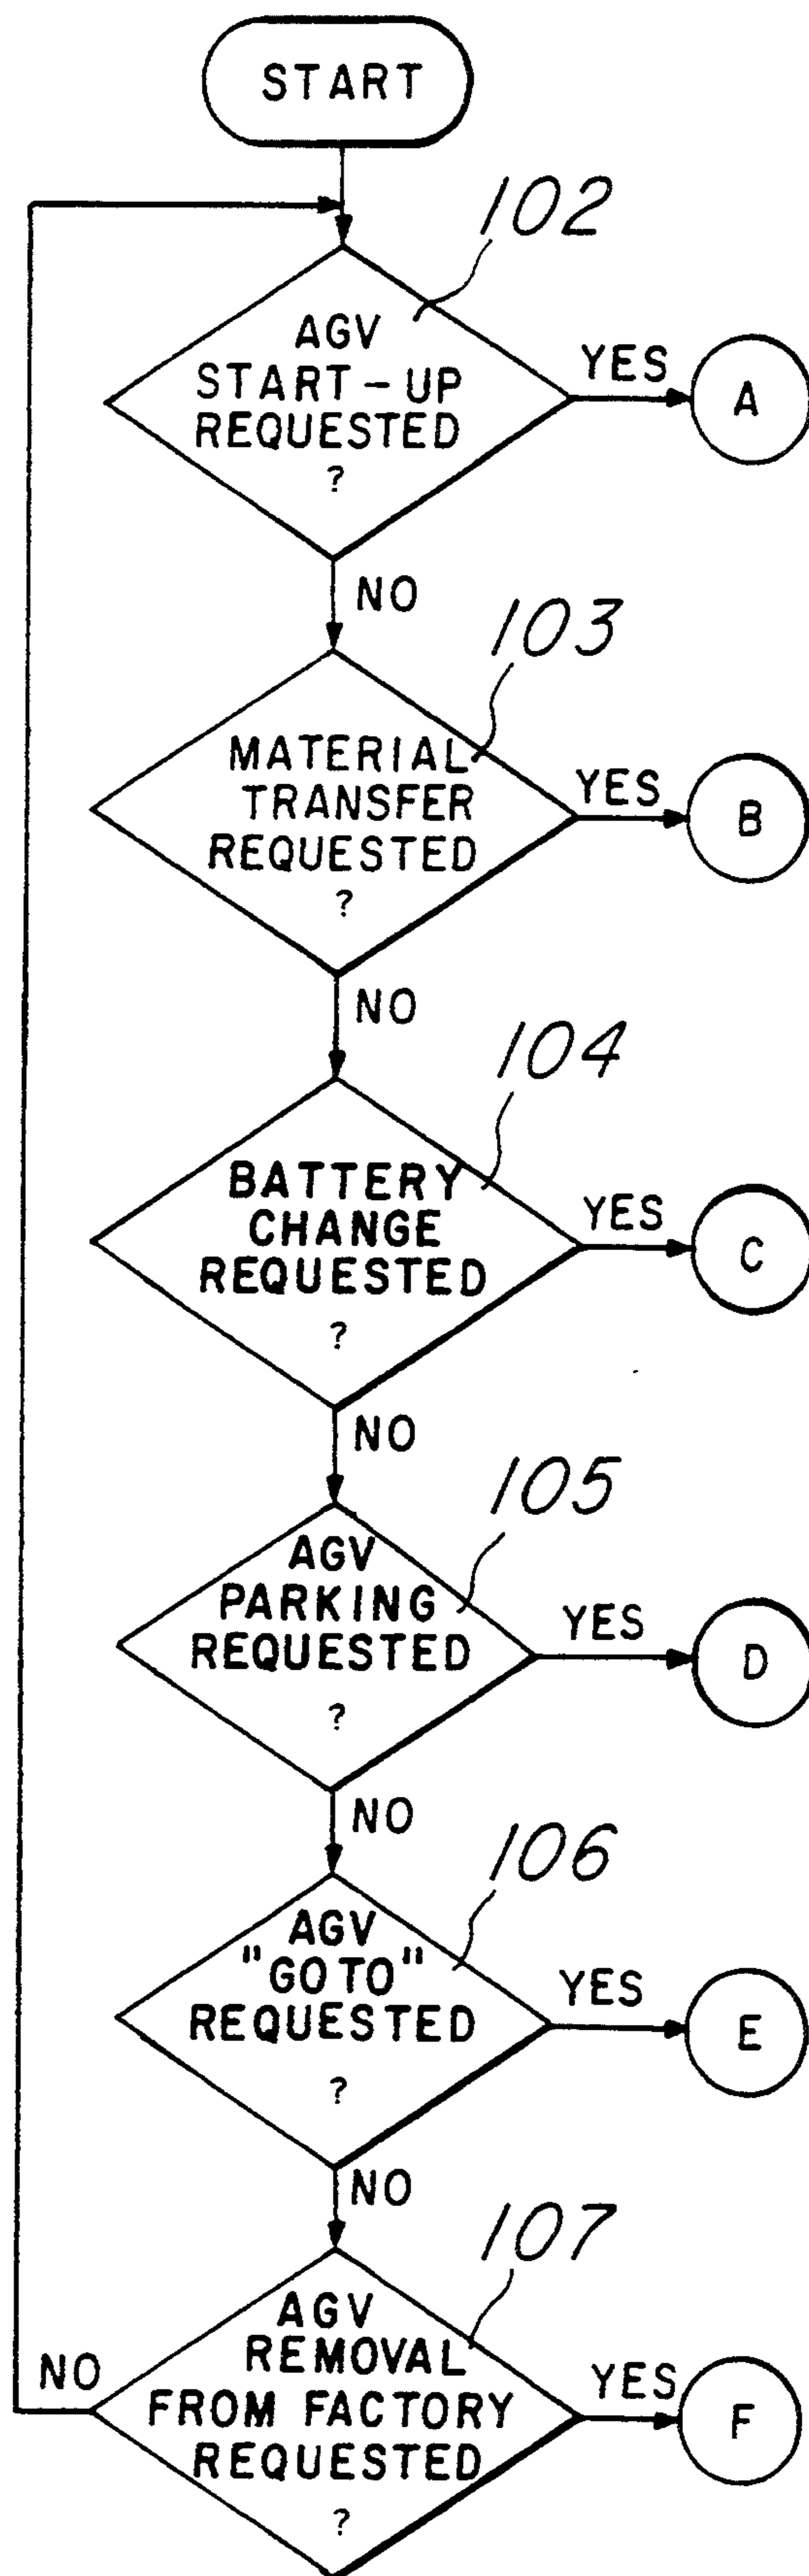 START
102
AGV
START-UP
REQUESTED
?
YES
A
NO
103
MATERIAL
TRANSFER
REQUESTED
?
YES
B
NO
104
BATTERY
CHANGE
REQUESTED
?
YES
C
NO
105
AGV
PARKING
REQUESTED
?
YES
D
NO
106
AGV
"GO TO"
REQUESTED
?
YES
E
NO
107
AGV
REMOVAL
FROM FACTORY
REQUESTED
?
NO
YES
F